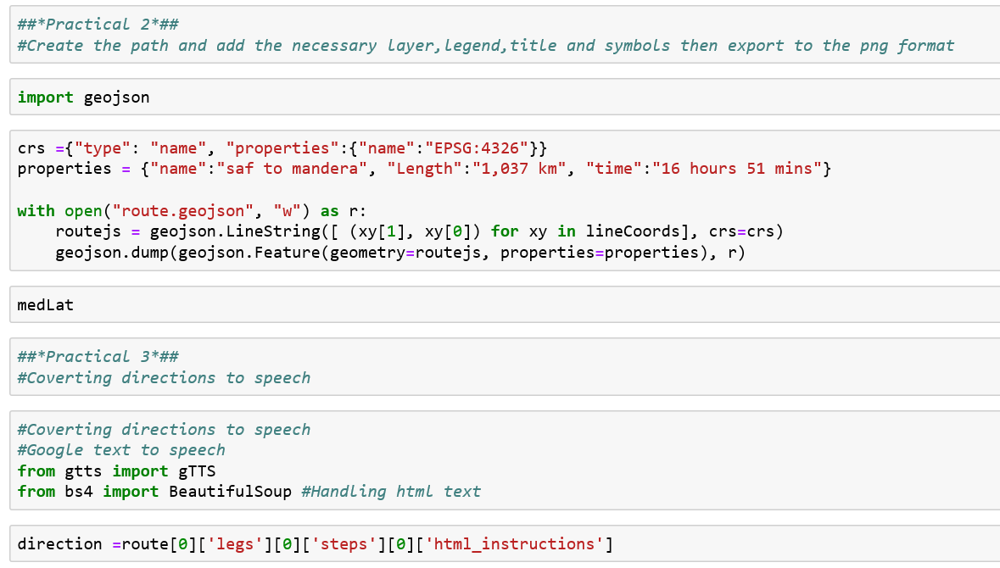 ##*Practical 2*##
#Create the path and add the necessary layer,legend,title and symbols then export to the png format
import geojson
crs ={"type": "name", "properties":{"name":"EPSG:4326"}}
properties = {"name":"saf to mandera", "Length":"1,037 km", "time":"16 hours 51 mins"}
with open("route.geojson", "w") as r:
    routejs = geojson.LineString([ (xy[1], xy[0]) for xy in lineCoords], crs=crs)
    geojson.dump(geojson.Feature(geometry=routejs, properties=properties), r)
medLat
##*Practical 3*##
#Coverting directions to speech
#Coverting directions to speech
#Google text to speech
from gtts import gTTS
from bs4 import BeautifulSoup #Handling html text
direction =route[0]['legs'][0]['steps'][0]['html_instructions']